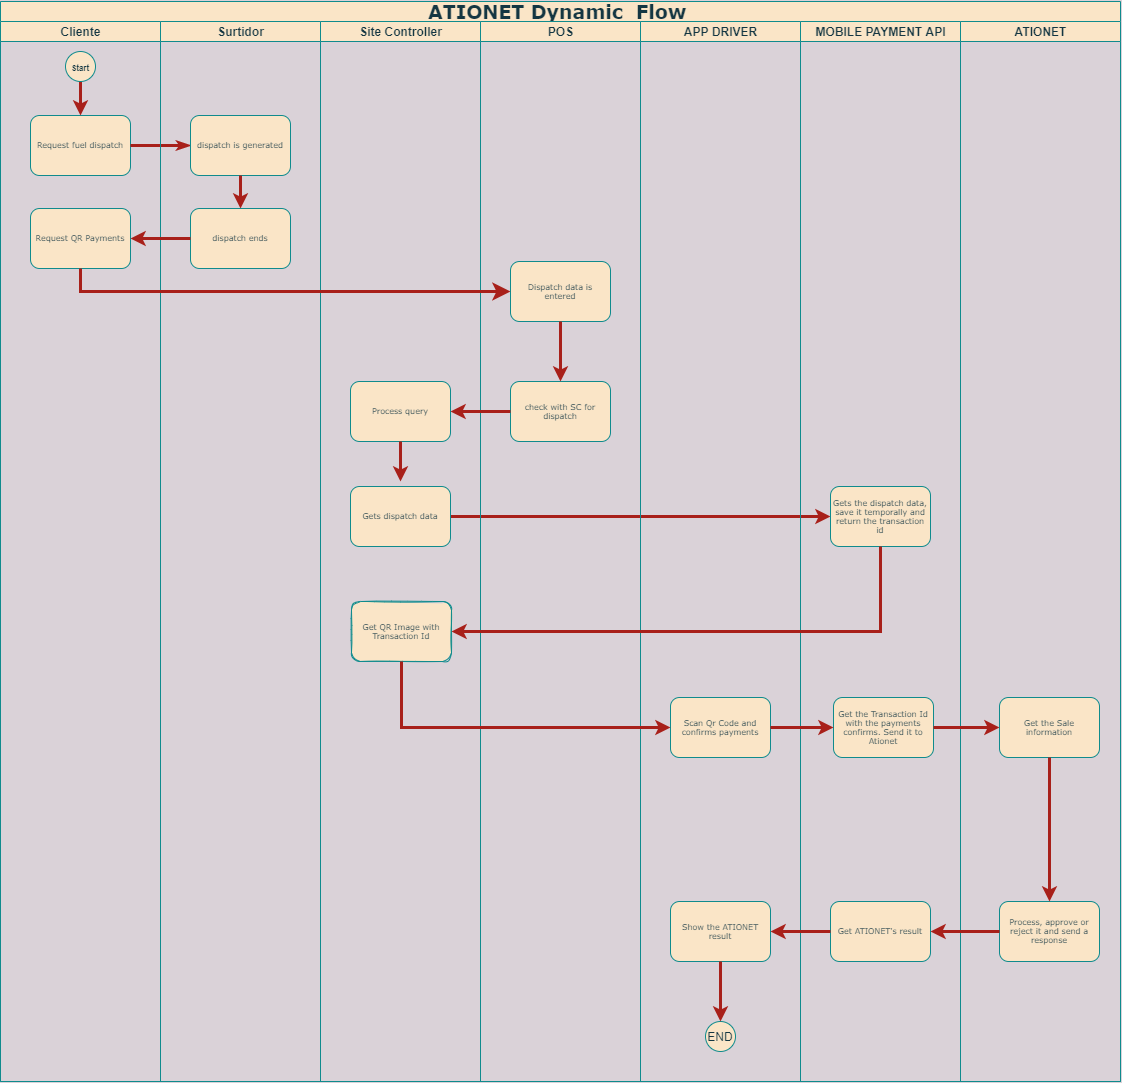 ATIONET Dynamic Flow
Cliente
Surtidor
Site Controller
POS
APP DRIVER
MOBILE PAYMENT API
ATIONET
Start
Request fuel dispatch
dispatch is generated
Request QR Payments
dispatch ends
Dispatch data is
entered
Process query
check with SC for
dispatch
Gets dispatch data
Gets the dispatch data,
save it temporally and
return the transaction
id
Get QR Image with
Transaction Id
Scan Qr Code and
confirms payments
Get the Transaction Id
with the payments
confirms. Send it to
Ationet
Get the Sale
information
Show the ATIONET
result
Get ATIONET's result
Process, approve or
reject it and send a
response
END